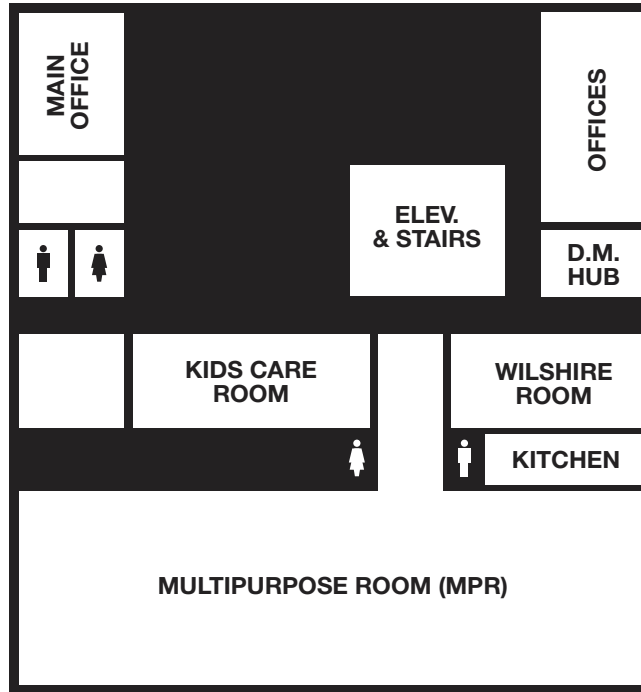 MAIN
OFFICE
OFFICES
ELEV.
& STAIRS
D.M.
HUB
KIDS CARE
ROOM
WILSHIRE
ROOM
KITCHEN
MULTIPURPOSE ROOM (MPR)